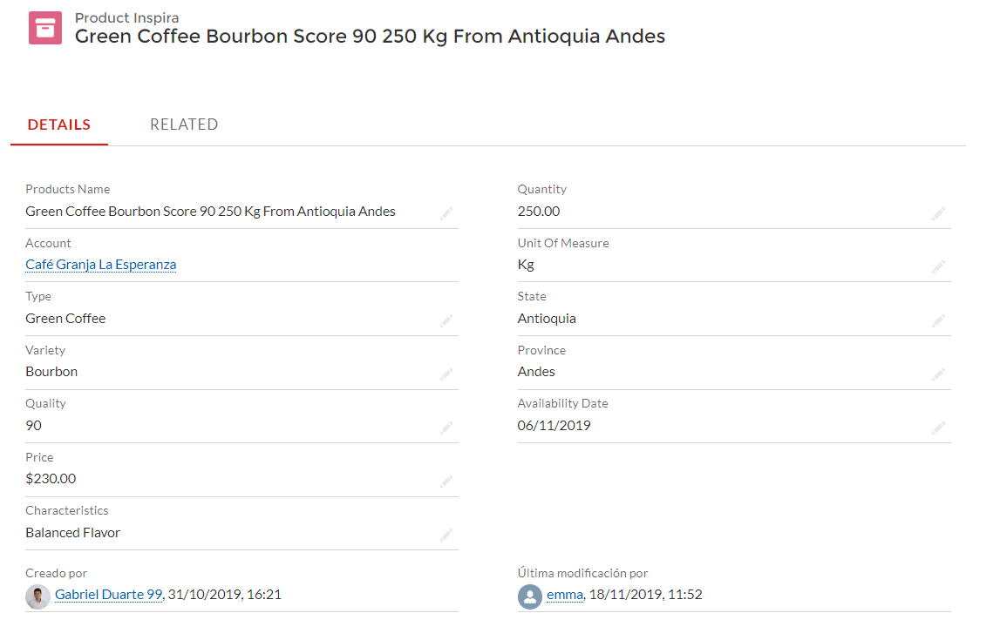 Product Inspira
Green Coffee Bourbon Score 90 250 Kg From Antioquia Andes
DETAILS
RELATED
Products Name
Green Coffee Bourbon Score 90 250 Kg From Antioquia Andes
Quantity
250.00
Account
Café Granja La Esperanza
Unit Of Measure
Kg
Type
Green Coffee
State
Antioquia
Variety
Bourbon
Province
Andes
Quality
90
Availability Date
06/11/2019
Price
$230.00
Characteristics
Balanced Flavor
Creado por
Gabriel Duarte 99, 31/10/2019, 16:21
Última modificación por
emma, 18/11/2019, 11:52